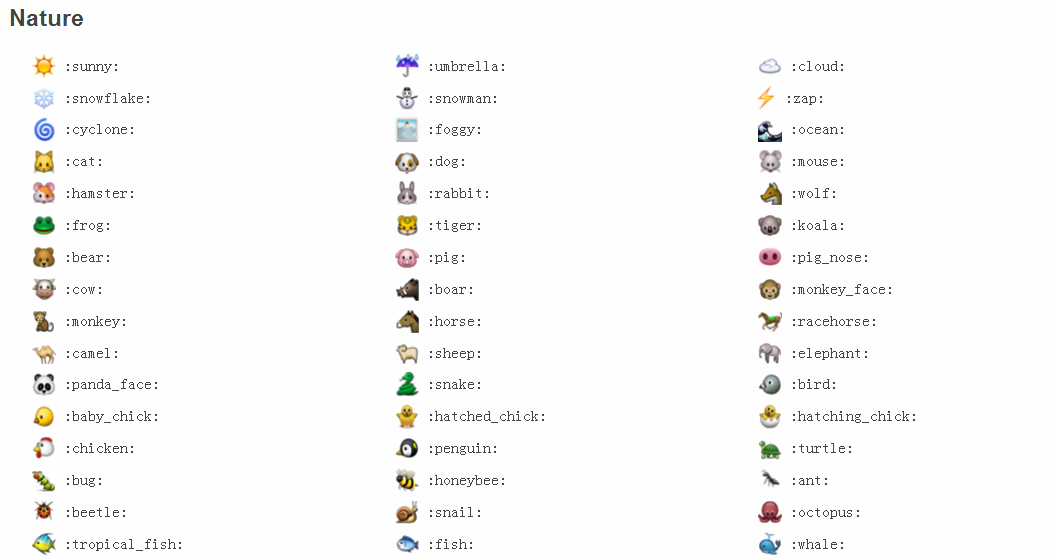 Nature
:sunny: :umbrella: :cloud:
:snowflake: :snowman: :zap:
:cyclone: :foggy: :ocean:
:cat: :dog: :mouse:
:hamster: :rabbit: :wolf:
:frog: :tiger: :koala:
:bear: :pig: :pig_nose:
:cow: :boar: :monkey_face:
:monkey: :horse: :racehorse:
:camel: :sheep: :elephant:
:panda_face: :snake: :bird:
:baby_chick: :hatched_chick: :hatching_chick:
:chicken: :penguin: :turtle:
:bug: :honeybee: :ant:
:beetle: :snail: :octopus:
:tropical_fish: :fish: :whale: